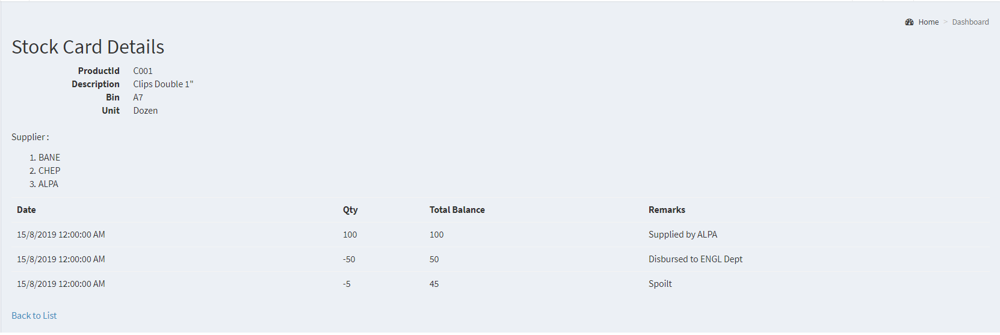 Home > Dashboard
Stock Card Details
ProductId C001
Description Clips Double 1"
Bin A7
Unit Dozen
Supplier :
1. BANE
2. CHEP
3. ALPA
Date Qty Total Balance Remarks
15/8/2019 12:00:00 AM 100 100 Supplied by ALPA
15/8/2019 12:00:00 AM -50 50 Disbursed to ENGL Dept
15/8/2019 12:00:00 AM -5 45 Spoilt
Back to List